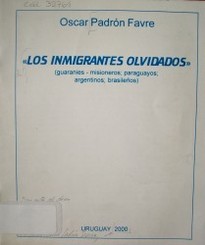 Oscar Padrón Favre
«LOS INMIGRANTES OLVIDADOS»
(guaraníes - misioneros; paraguayos;
argentinos; brasileños)
URUGUAY, 2000